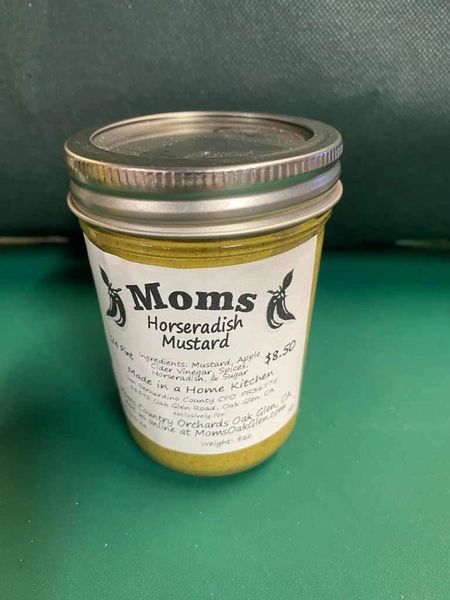 Moms
Horseradish
Mustard
Pint
$8.50
Ingredients: Mustard, Apple
Cider Vinegar, Spices,
Horseradish, & Sugar
Made in a Home Kitchen
Bernardino County CFO
Oak Glen Road, Oak Glen, CA
exclusively for
Country Orchards Oak Glen, CA
online at MomsOakGlen.com
Weight: 8oz